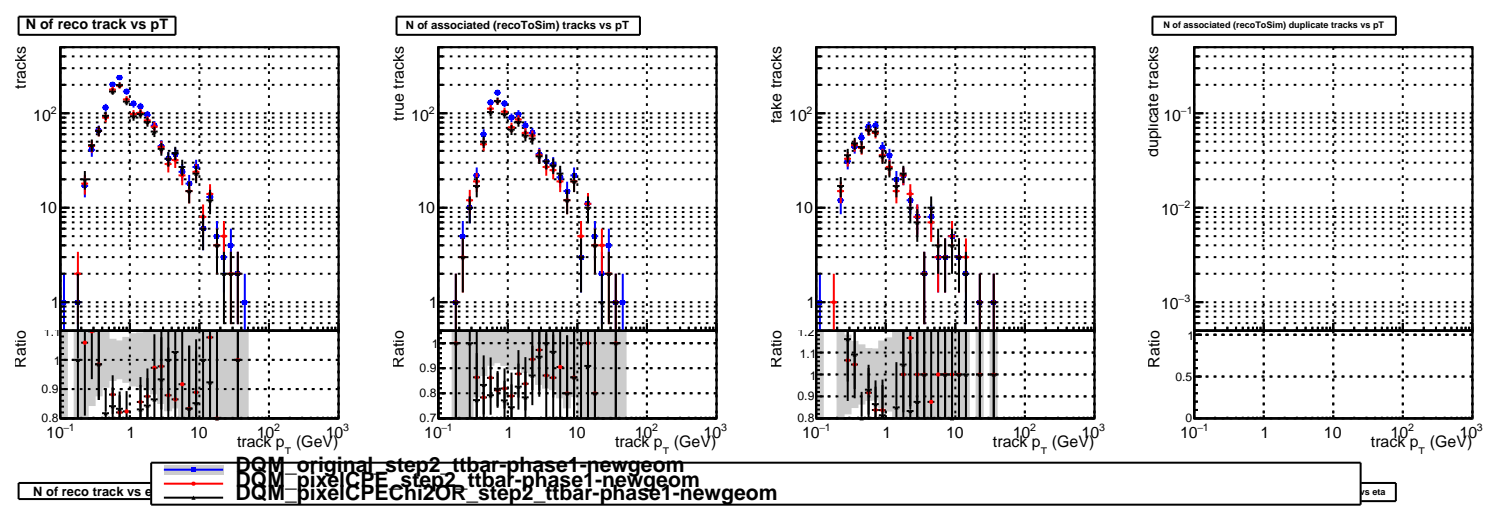 N of reco track vs pT
N of associated (recoToSim) tracks vs pT
N of associated (recoToSim) duplicate tracks vs pT
tracks
10²
10
1
Ratio
1.1
1
0.9
0.8
10⁻¹ 1 10 10² 10³
track p_T (GeV)
true tracks
10²
10
1
Ratio
1
0.9
0.8
0.7
10⁻¹ 1 10 10² 10³
track p_T (GeV)
fake tracks
10²
10
1
Ratio
1.2
1.1
1
0.9
0.8
10⁻¹ 1 10 10² 10³
track p_T (GeV)
duplicate tracks
10⁻¹
10⁻²
10⁻³
Ratio
1
0.5
0
10⁻¹ 1 10 10² 10³
track p_T (GeV)
DQM_original_step2_ttbar-phase1-newgeom
DQM_pixelCPE_step2_ttbar-phase1-newgeom
DQM_pixelCPEChi2OR_step2_ttbar-phase1-newgeom
N of reco track vs e
vs eta